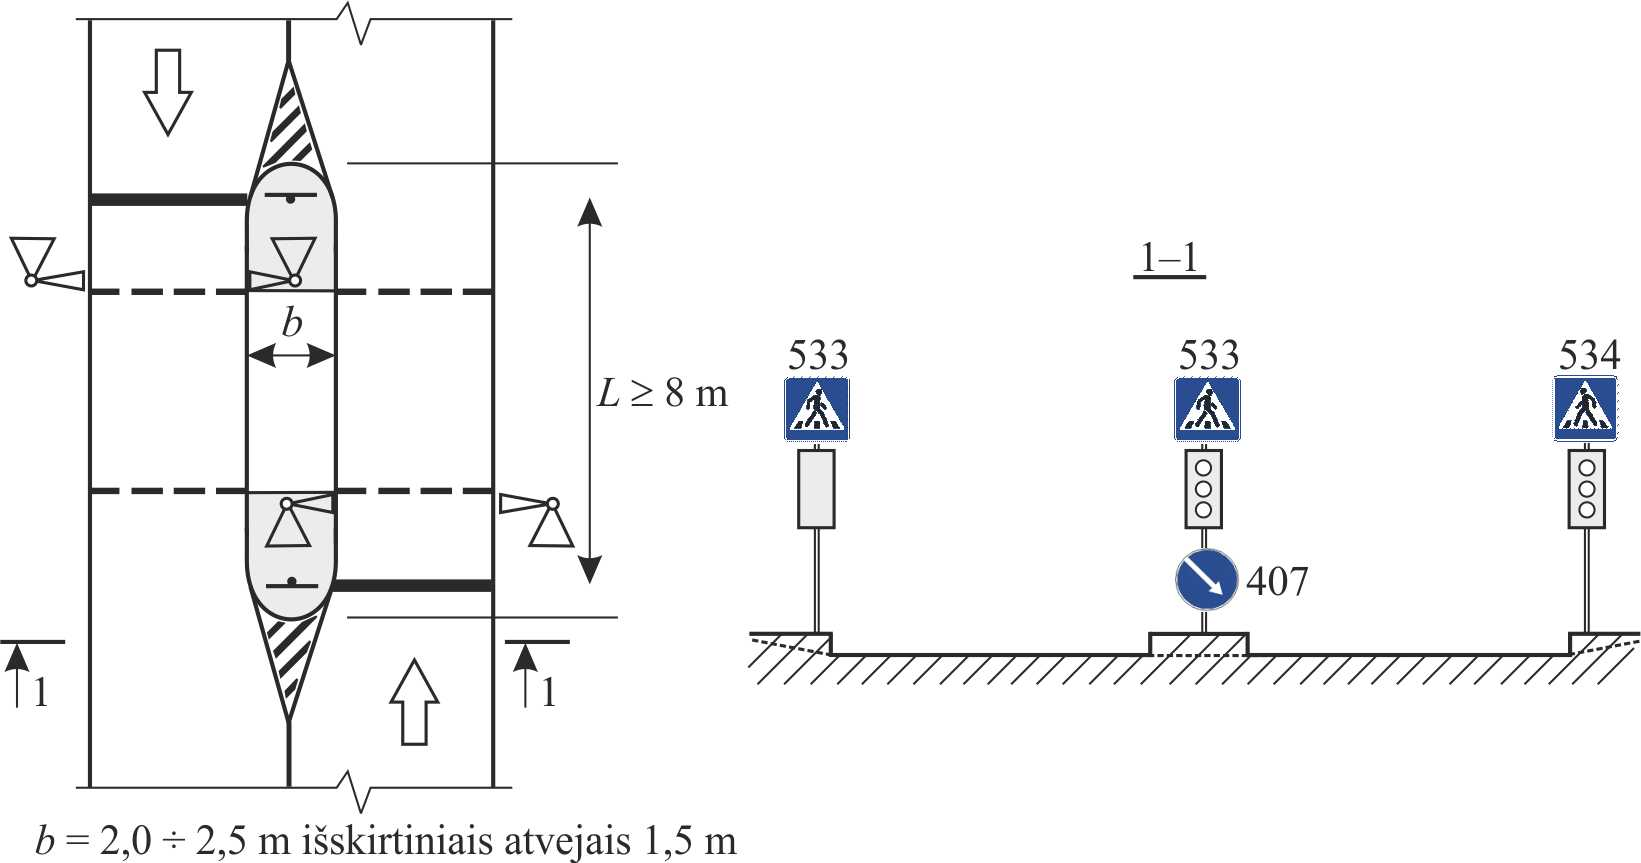 b
L ≥ 8 m
1
1
b = 2,0 ÷ 2,5 m išskirtiniais atvejais 1,5 m
1–1
533
533
534
407